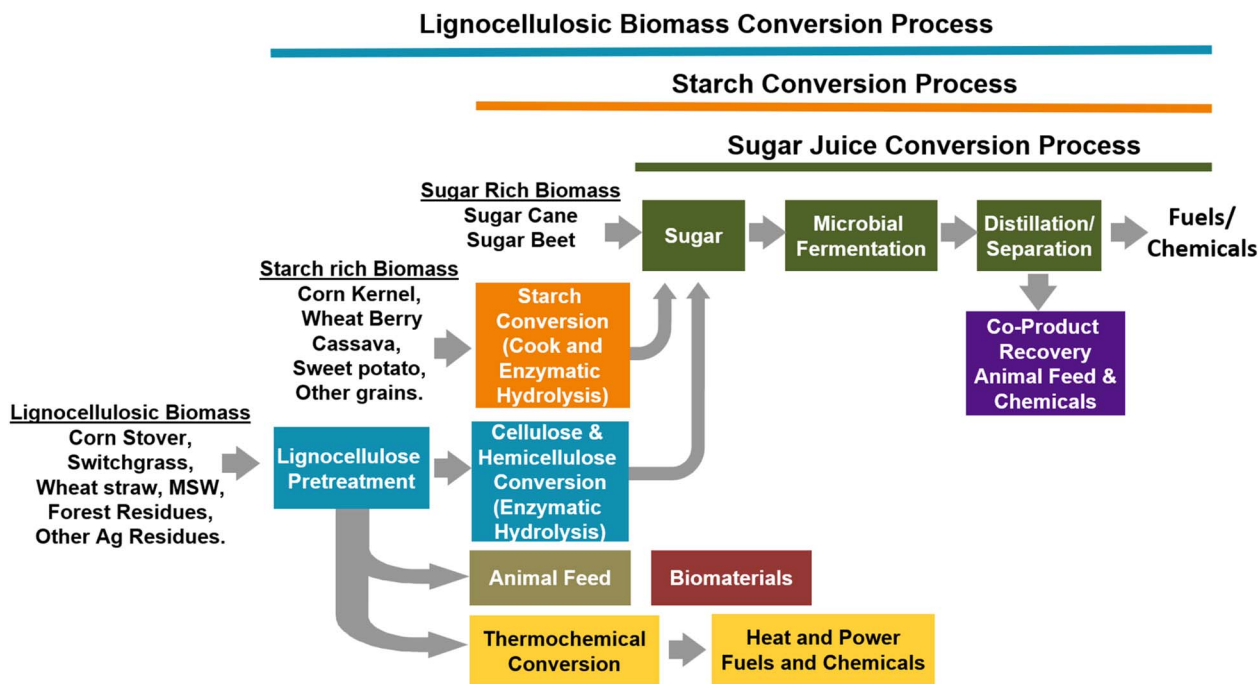 Lignocellulosic Biomass Conversion Process
Starch Conversion Process
Sugar Juice Conversion Process
Sugar Rich Biomass
Sugar Cane
Sugar Beet
Sugar
Microbial
Fermentation
Distillation/
Separation
Fuels/
Chemicals
Starch rich Biomass
Corn Kernel,
Wheat Berry
Cassava,
Sweet potato,
Other grains.
Starch
Conversion
(Cook and
Enzymatic
Hydrolysis)
Co-Product
Recovery
Animal Feed &
Chemicals
Lignocellulosic Biomass
Corn Stover,
Switchgrass,
Wheat straw, MSW,
Forest Residues,
Other Ag Residues.
Lignocellulose
Pretreatment
Cellulose &
Hemicellulose
Conversion
(Enzymatic
Hydrolysis)
Animal Feed
Biomaterials
Thermochemical
Conversion
Heat and Power
Fuels and Chemicals